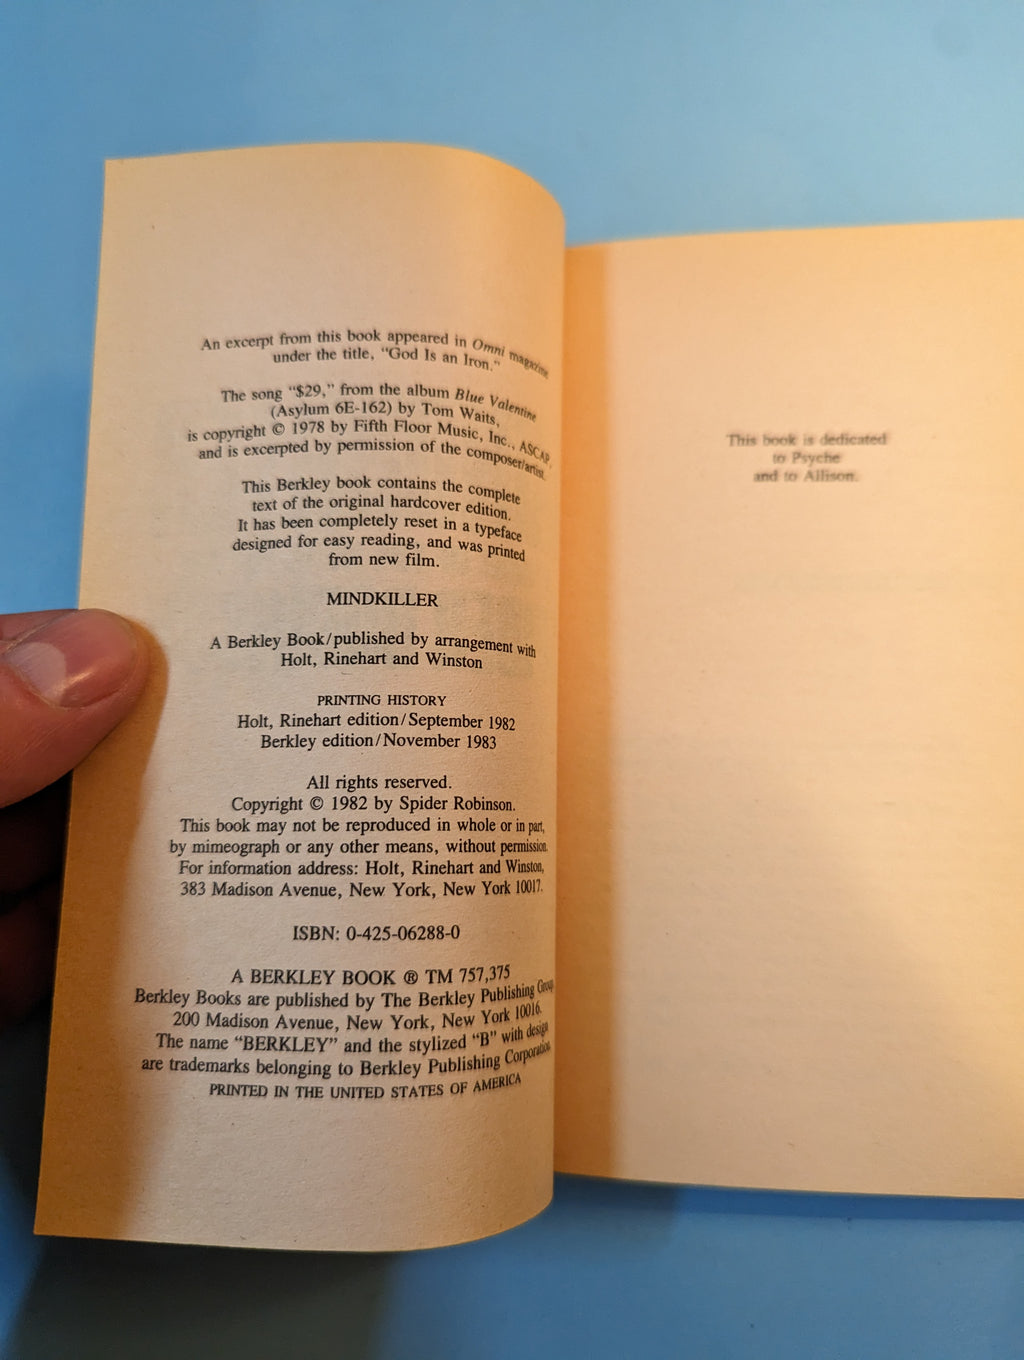 An excerpt from this book appeared in Omni magazine
under the title, "God Is an Iron."
The song "$29," from the album Blue Valentine
(Asylum 6E-162) by Tom Waits,
is copyright © 1978 by Fifth Floor Music, Inc., ASCAP,
and is excerpted by permission of the composer/artist.
This Berkley book contains the complete
text of the original hardcover edition.
It has been completely reset in a typeface
designed for easy reading, and was printed
from new film.
MINDKILLER
A Berkley Book/published by arrangement with
Holt, Rinehart and Winston
PRINTING HISTORY
Holt, Rinehart edition/September 1982
Berkley edition/November 1983
All rights reserved.
Copyright © 1982 by Spider Robinson.
This book may not be reproduced in whole or in part,
by mimeograph or any other means, without permission.
For information address: Holt, Rinehart and Winston,
383 Madison Avenue, New York, New York 10017.
ISBN: 0-425-06288-0
A BERKLEY BOOK ® TM 757,375
Berkley Books are published by The Berkley Publishing Group,
200 Madison Avenue, New York, New York 10016.
The name "BERKLEY" and the stylized "B" with design
are trademarks belonging to Berkley Publishing Corporation.
PRINTED IN THE UNITED STATES OF AMERICA
This book is dedicated
to Psyche
and to Allison.